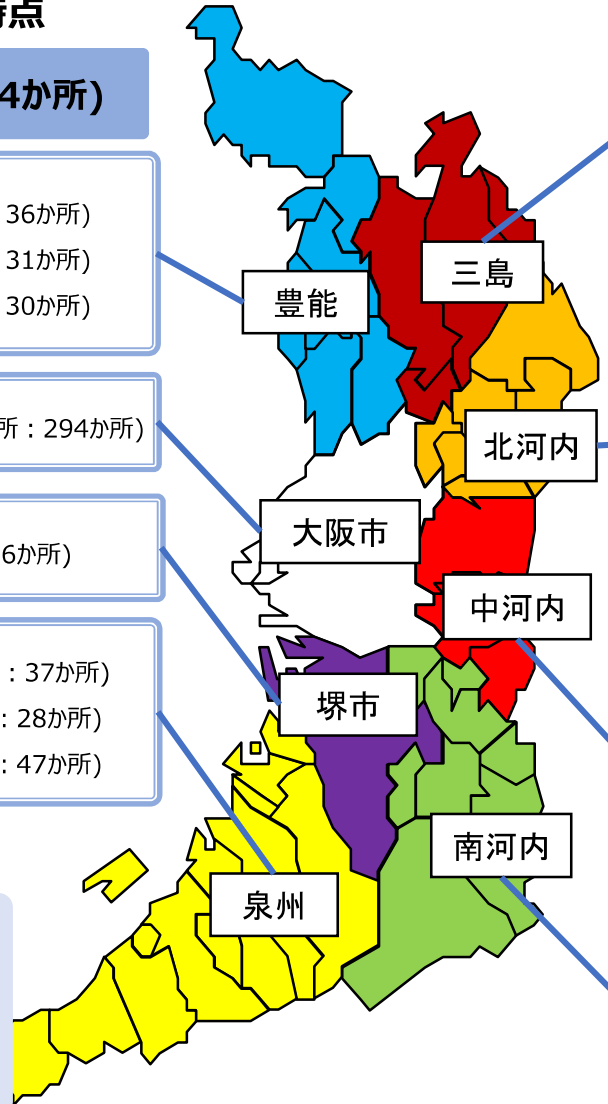 時点
4か所)
36か所)
31か所)
30か所)
所：294か所)
6か所)
：37か所)
：28か所)
：47か所)
三島
豊能
北河内
大阪市
中河内
堺市
南河内
泉州